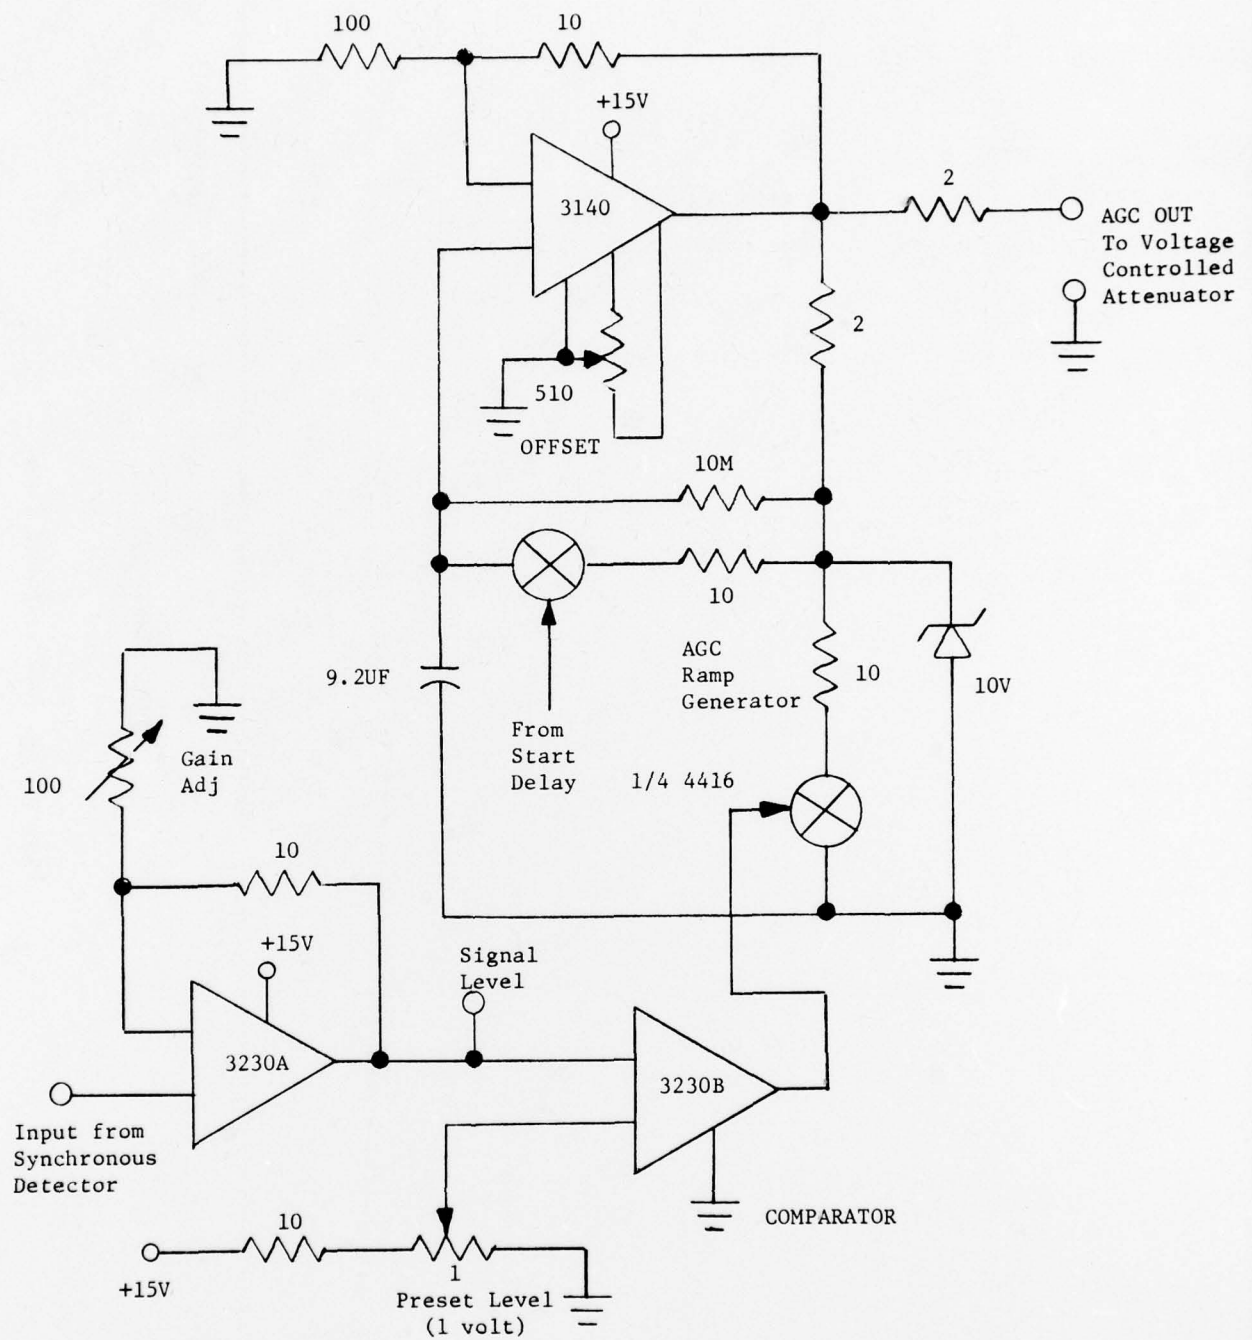 100
10
+15V
3140
2
AGC OUT
To Voltage
Controlled
Attenuator
2
510
OFFSET
10M
10
9.2UF
AGC
Ramp
Generator
10
10V
From
Start
Delay
1/4 4416
Gain
Adj
100
10
+15V
Signal
Level
3230A
3230B
Input from
Synchronous
Detector
COMPARATOR
10
+15V
1
Preset Level
(1 volt)